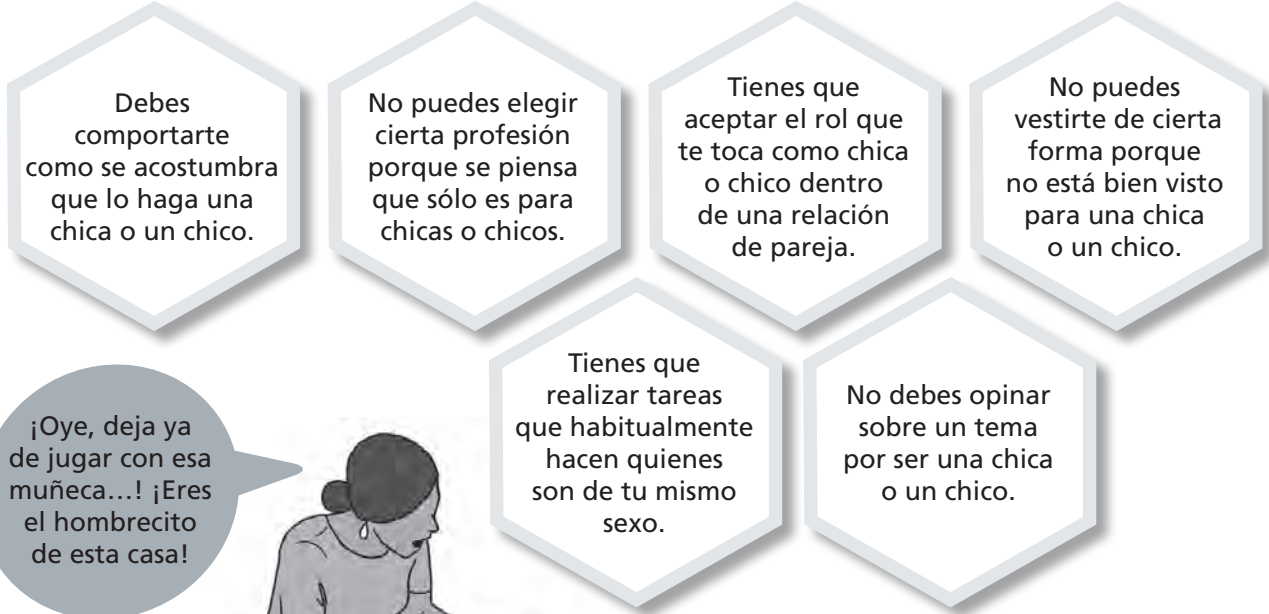 Debes
comportarte
como se acostumbra
que lo haga una
chica o un chico.
No puedes elegir
cierta profesión
porque se piensa
que sólo es para
chicas o chicos.
Tienes que
aceptar el rol que
te toca como chica
o chico dentro
de una relación
de pareja.
No puedes
vestirte de cierta
forma porque
no está bien visto
para una chica
o un chico.
Tienes que
realizar tareas
que habitualmente
hacen quienes
son de tu mismo
sexo.
No debes opinar
sobre un tema
por ser una chica
o un chico.
¡Oye, deja ya
de jugar con esa
muñeca…! ¡Eres
el hombrecito
de esta casa!